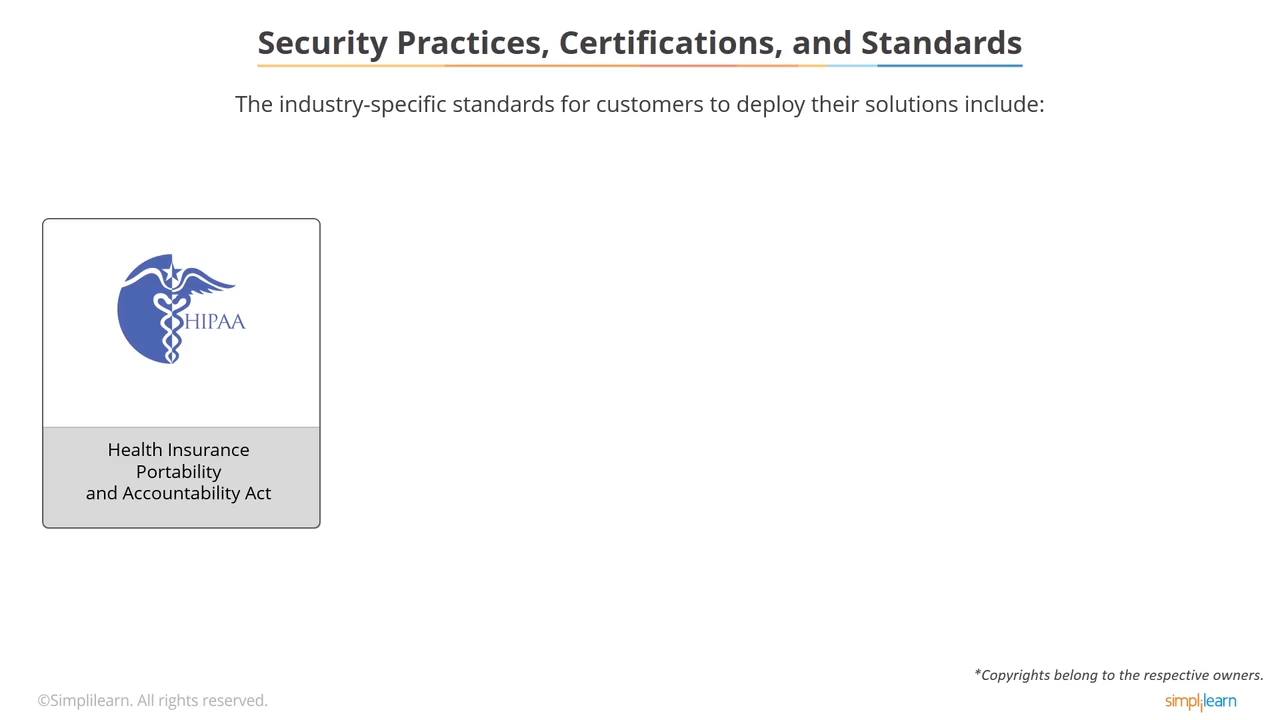 Security Practices, Certifications, and Standards
The industry-specific standards for customers to deploy their solutions include:
HIPAA
Health Insurance
Portability
and Accountability Act
*Copyrights belong to the respective owners.
©Simplilearn. All rights reserved.
simplilearn